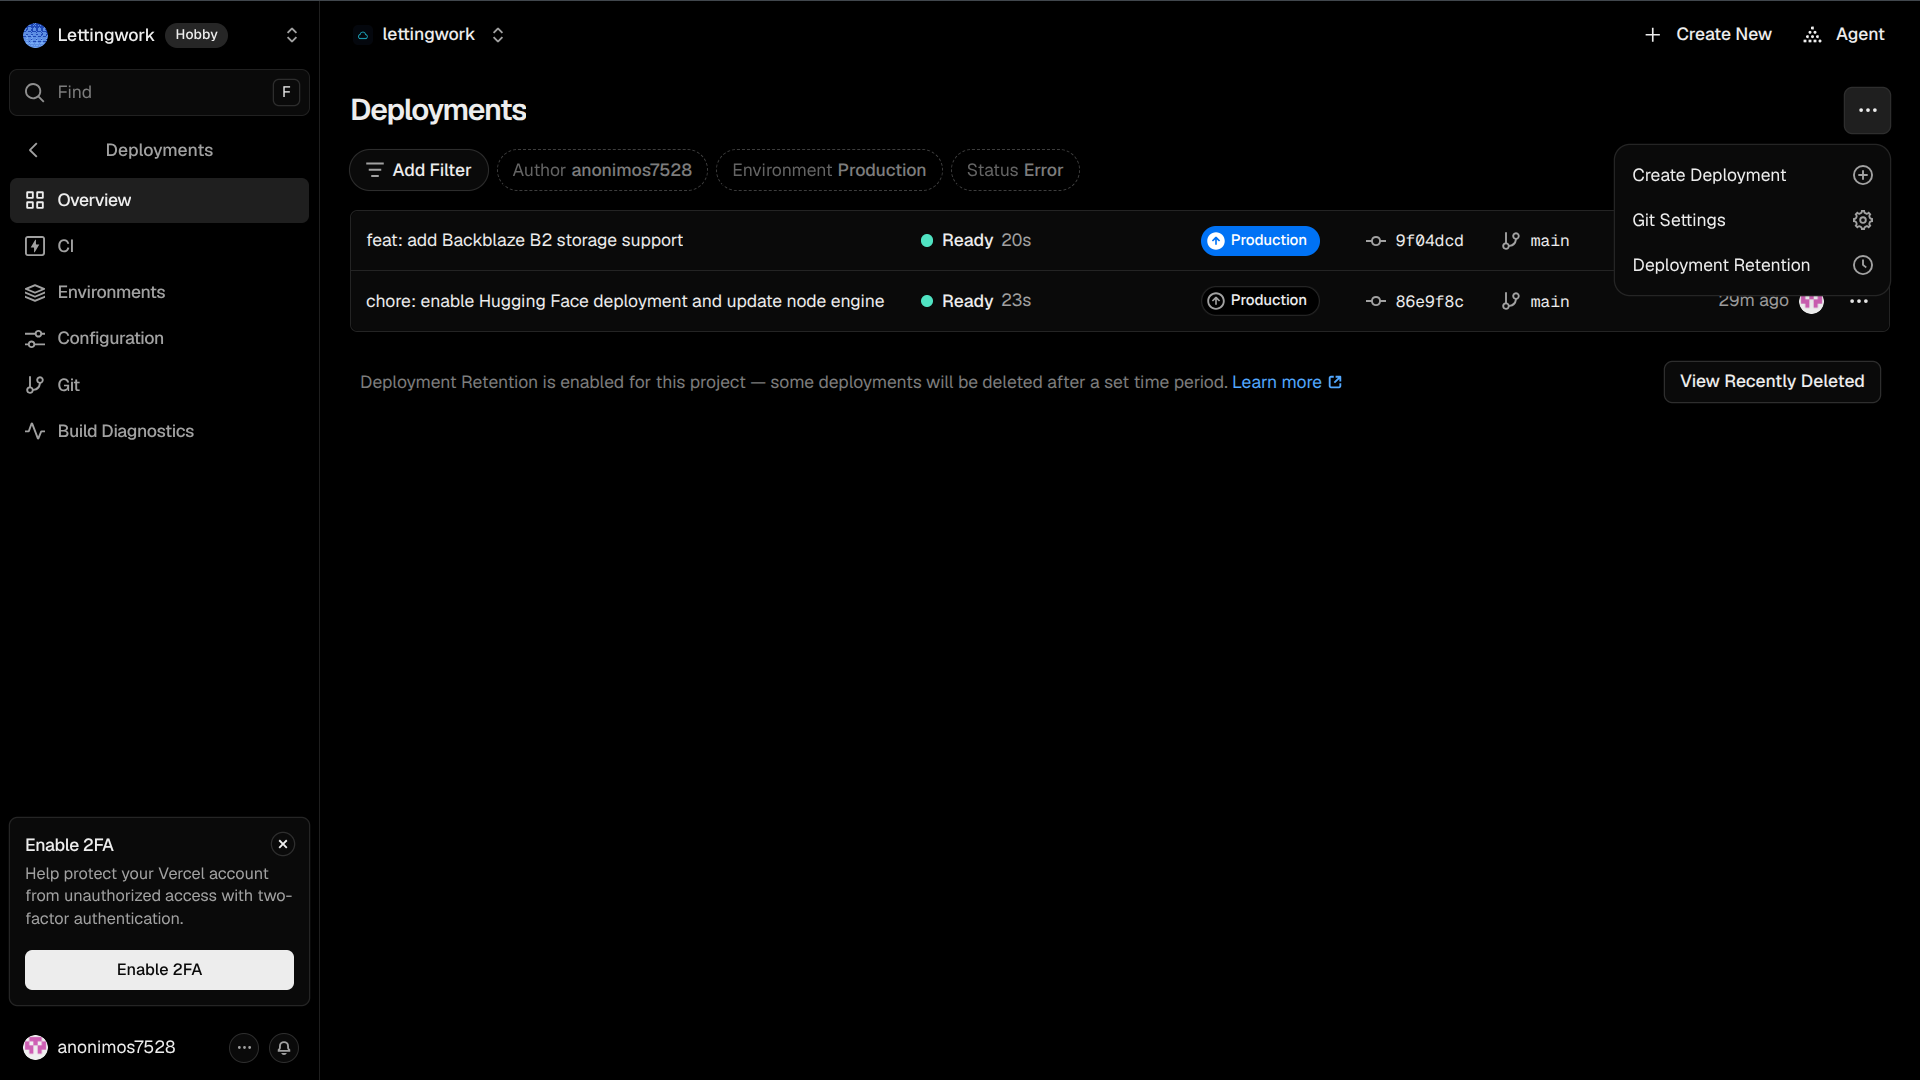 Lettingwork Hobby
Find F
Deployments
Overview
CI
Environments
Configuration
Git
Build Diagnostics
Enable 2FA
Help protect your Vercel account
from unauthorized access with two-
factor authentication.
Enable 2FA
anonimos7528
lettingwork
Create New
Agent
Deployments
Add Filter
Author anonimos7528
Environment Production
Status Error
Create Deployment
Git Settings
Deployment Retention
feat: add Backblaze B2 storage support Ready 20s Production 9f04dcd main
chore: enable Hugging Face deployment and update node engine Ready 23s Production 86e9f8c main 29m ago
Deployment Retention is enabled for this project — some deployments will be deleted after a set time period. Learn more
View Recently Deleted